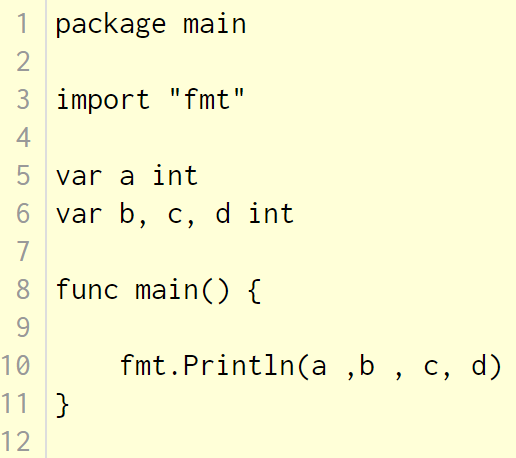 1 package main
2
3 import "fmt"
4
5 var a int
6 var b, c, d int
7
8 func main() {
9
10     fmt.Println(a ,b , c, d)
11 }
12